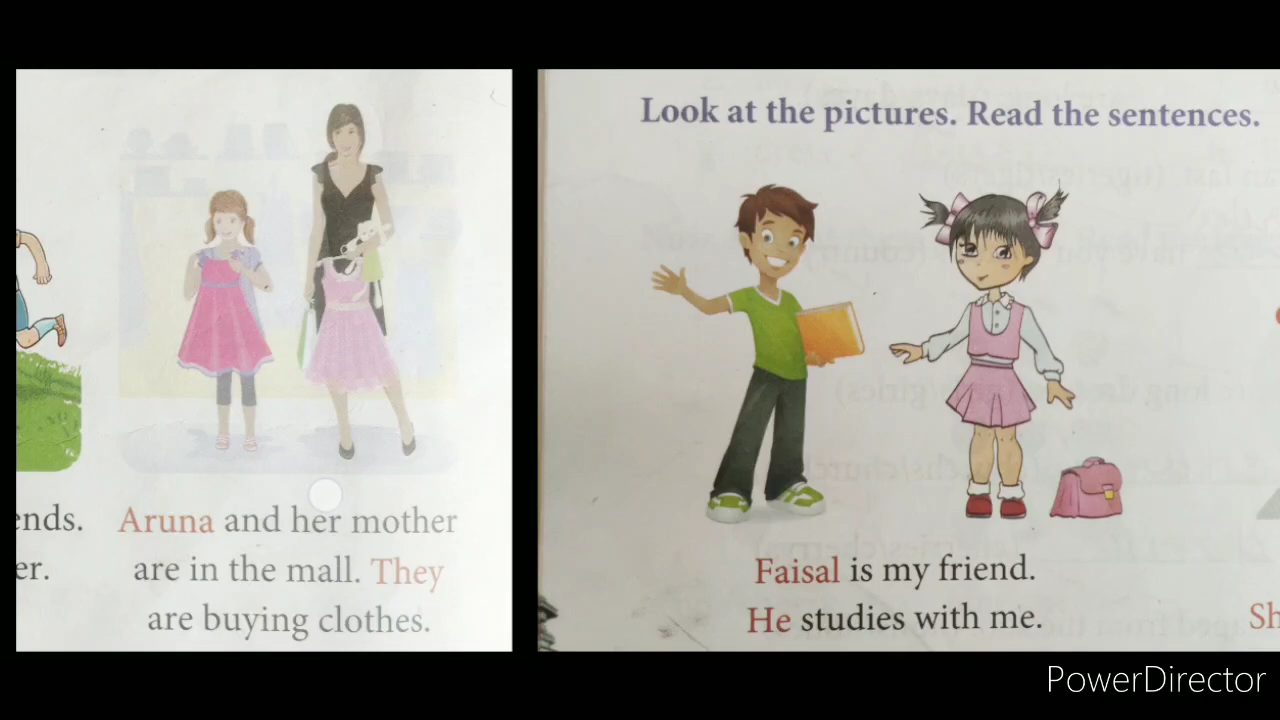 ends.
er.
Aruna and her mother
are in the mall. They
are buying clothes.
Look at the pictures. Read the sentences.
Faisal is my friend.
He studies with me.
Sh
PowerDirector